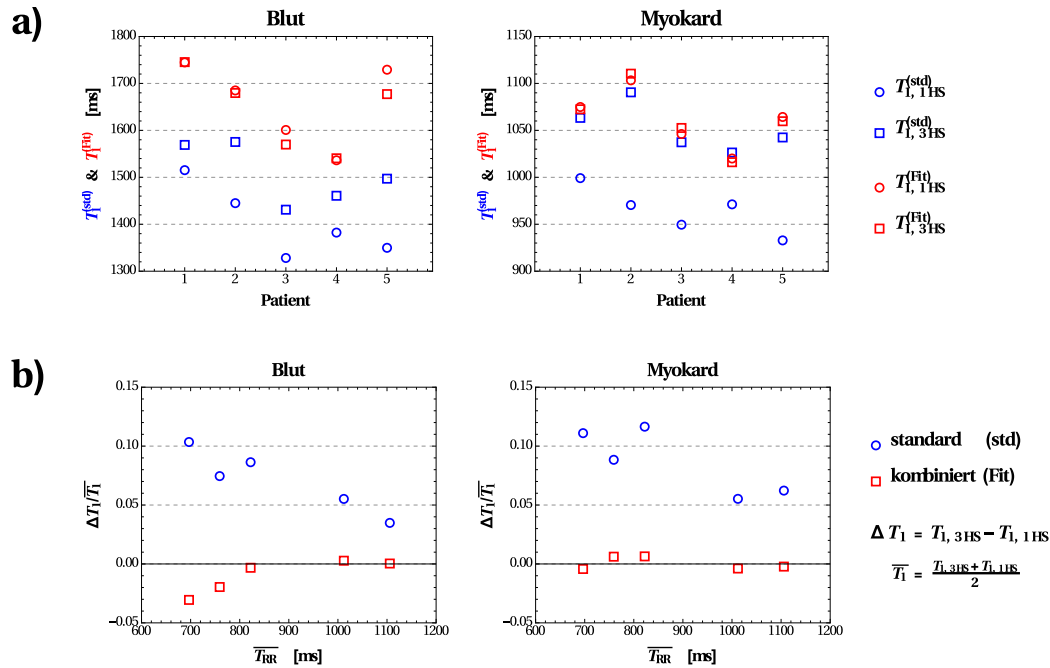 a)
Blut
Myokard
T₁^(std) & T₁^(Fit) [ms]
1800
1700
1600
1500
1400
1300
1 2 3 4 5
Patient
T₁^(std) & T₁^(Fit) [ms]
1150
1100
1050
1000
950
900
1 2 3 4 5
Patient
T₁, 1 HS^(std)
T₁, 3 HS^(std)
T₁, 1 HS^(Fit)
T₁, 3 HS^(Fit)
b)
Blut
Myokard
ΔT₁/T̅₁
0.15
0.10
0.05
0.00
−0.05
600 700 800 900 1000 1100 1200
T̅RR [ms]
ΔT₁/T̅₁
0.15
0.10
0.05
0.00
−0.05
600 700 800 900 1000 1100 1200
T̅RR [ms]
standard (std)
kombiniert (Fit)
Δ T₁ = T₁, 3 HS − T₁, 1 HS
T̅₁ = (T₁, 3 HS + T₁, 1 HS)/2